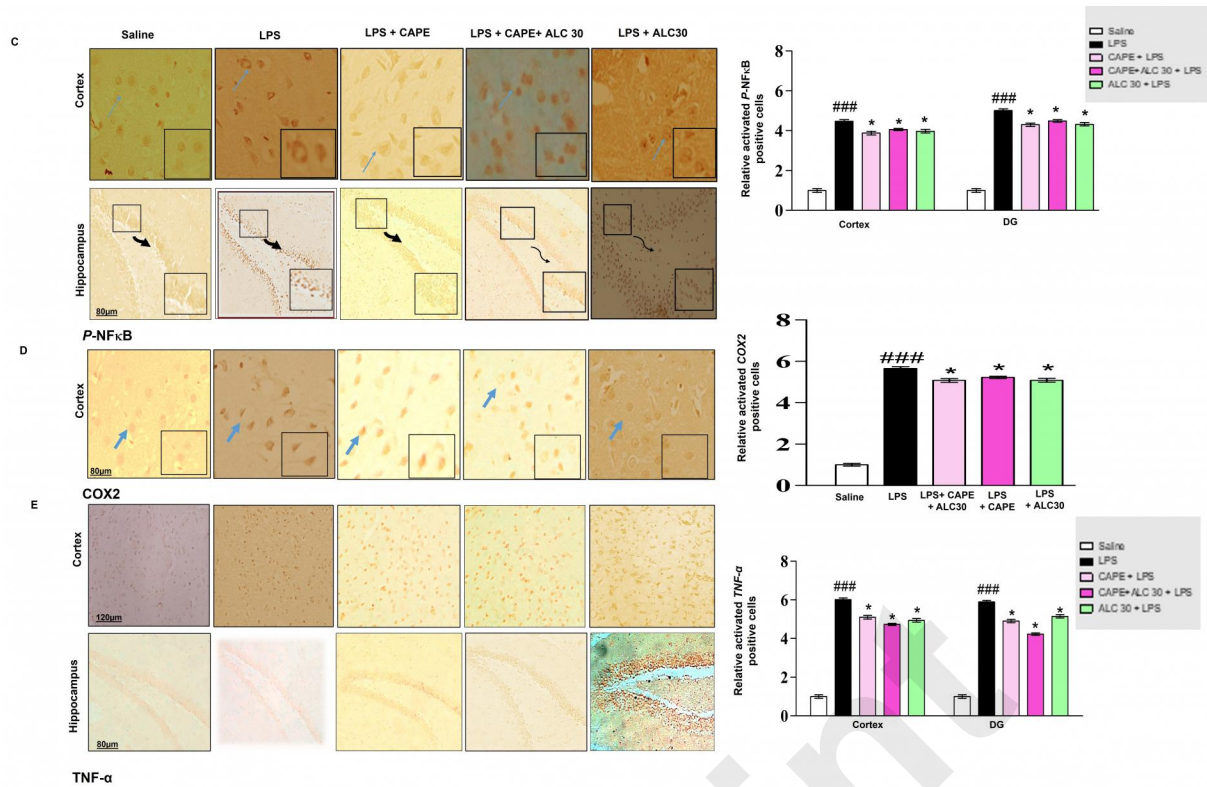 C
Saline
LPS
LPS + CAPE
LPS + CAPE+ ALC 30
LPS + ALC30
Cortex
Hippocampus
80μm
P-NFκB
Relative activated P-NFκB
positive cells
8
6
4
2
0
###
*
*
*
###
*
*
*
Cortex
DG
Saline
LPS
CAPE + LPS
CAPE+ALC 30 + LPS
ALC 30 + LPS
D
Cortex
80μm
COX2
Relative activated COX2
positive cells
8
6
4
2
0
###
*
*
*
Saline
LPS
LPS+ CAPE
+ ALC30
LPS
+ CAPE
LPS
+ ALC30
E
Cortex
120μm
Hippocampus
80μm
TNF-α
Relative activated TNF-α
positive cells
8
6
4
2
0
###
*
*
*
###
*
*
*
Cortex
DG
Saline
LPS
CAPE + LPS
CAPE+ALC 30 + LPS
ALC 30 + LPS
int